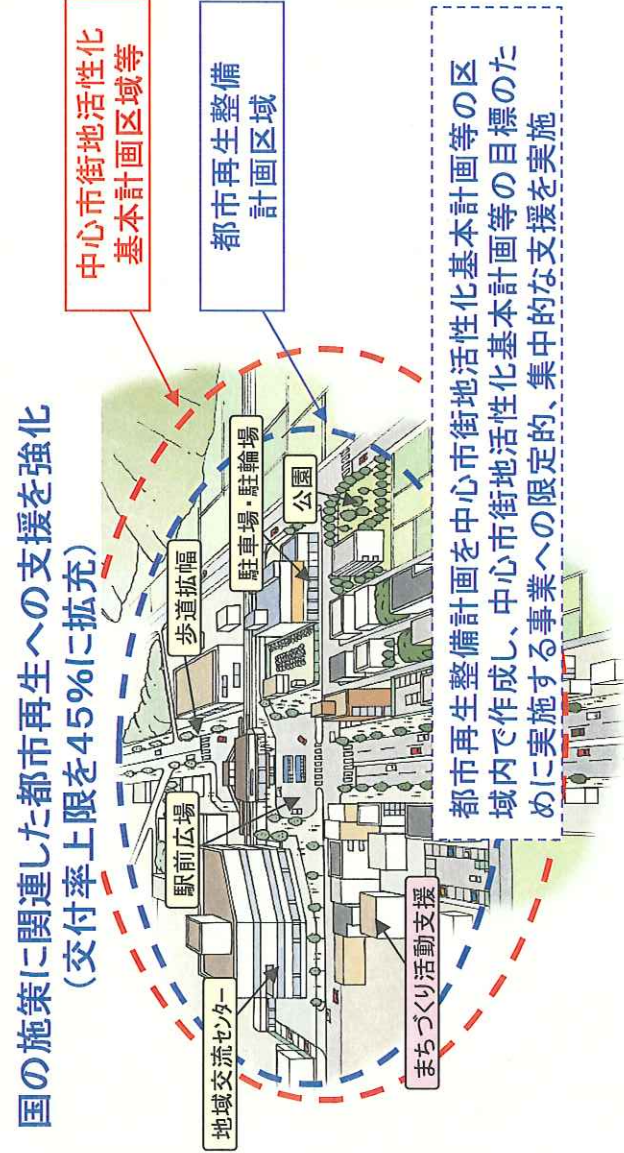 国の施策に関連した都市再生への支援を強化
(交付率上限を45%に拡充)
中心市街地活性化
基本計画区域等
都市再生整備
計画区域
歩道拡幅
駐車場・駐輪場
公園
駅前広場
地域交流センター
まちづくり活動支援
都市再生整備計画を中心市街地活性化基本計画等の区
域内で作成し、中心市街地活性化基本計画等の目標のた
めに実施する事業への限定的、集中的な支援を実施